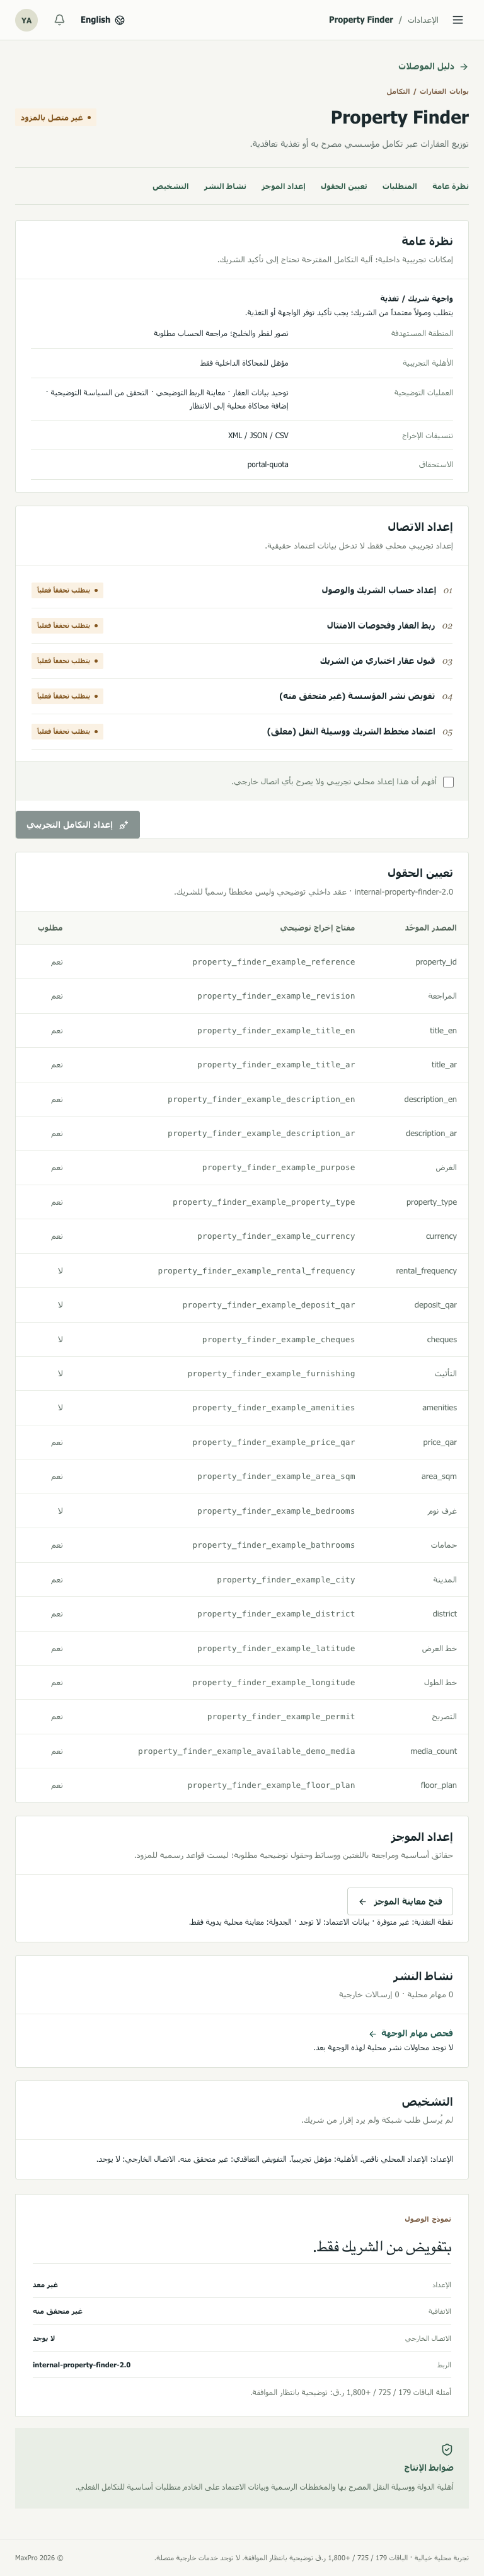 الإعدادات / Property Finder
English
YA
دليل الموصلات
بوابات العقارات / التكامل
Property Finder
غير متصل بالمزود
توزيع العقارات عبر تكامل مؤسسي مصرح به أو تغذية تعاقدية.
نظرة عامة
المتطلبات
تعيين الحقول
إعداد الموجز
نشاط النشر
التشخيص
نظرة عامة
إمكانات تجريبية داخلية؛ آلية التكامل المقترحة تحتاج إلى تأكيد الشريك.
واجهة شريك / تغذية
يتطلب وصولاً معتمداً من الشريك؛ يجب تأكيد توفر الواجهة أو التغذية.
المنطقة المستهدفة
تصور لقطر والخليج؛ مراجعة الحساب مطلوبة
الأهلية التجريبية
مؤهل للمحاكاة الداخلية فقط
العمليات التوضيحية
توحيد بيانات العقار · معاينة الربط التوضيحي · التحقق من السياسة التوضيحية ·
إضافة محاكاة محلية إلى الانتظار
تنسيقات الإخراج
XML / JSON / CSV
الاستحقاق
portal-quota
إعداد الاتصال
إعداد تجريبي محلي فقط. لا تدخل بيانات اعتماد حقيقية.
01 إعداد حساب الشريك والوصول
يتطلب تحققاً فعلياً
02 ربط العقار وفحوصات الامتثال
يتطلب تحققاً فعلياً
03 قبول عقار اختباري من الشريك
يتطلب تحققاً فعلياً
04 تفويض نشر المؤسسة (غير متحقق منه)
يتطلب تحققاً فعلياً
05 اعتماد مخطط الشريك ووسيلة النقل (معلق)
يتطلب تحققاً فعلياً
أفهم أن هذا إعداد محلي تجريبي ولا يصرح بأي اتصال خارجي.
إعداد التكامل التجريبي
تعيين الحقول
internal-property-finder-2.0 · عقد داخلي توضيحي وليس مخططاً رسمياً للشريك.
المصدر الموحّد
مفتاح إخراج توضيحي
مطلوب
property_id
property_finder_example_reference
نعم
المراجعة
property_finder_example_revision
نعم
title_en
property_finder_example_title_en
نعم
title_ar
property_finder_example_title_ar
نعم
description_en
property_finder_example_description_en
نعم
description_ar
property_finder_example_description_ar
نعم
الغرض
property_finder_example_purpose
نعم
property_type
property_finder_example_property_type
نعم
currency
property_finder_example_currency
نعم
rental_frequency
property_finder_example_rental_frequency
لا
deposit_qar
property_finder_example_deposit_qar
لا
cheques
property_finder_example_cheques
لا
التأثيث
property_finder_example_furnishing
لا
amenities
property_finder_example_amenities
لا
price_qar
property_finder_example_price_qar
نعم
area_sqm
property_finder_example_area_sqm
نعم
غرف نوم
property_finder_example_bedrooms
لا
حمامات
property_finder_example_bathrooms
نعم
المدينة
property_finder_example_city
نعم
district
property_finder_example_district
نعم
خط العرض
property_finder_example_latitude
نعم
خط الطول
property_finder_example_longitude
نعم
التصريح
property_finder_example_permit
نعم
media_count
property_finder_example_available_demo_media
نعم
floor_plan
property_finder_example_floor_plan
نعم
إعداد الموجز
حقائق أساسية ومراجعة باللغتين ووسائط وحقول توضيحية مطلوبة؛ ليست قواعد رسمية للمزود.
فتح معاينة الموجز
نقطة التغذية: غير متوفرة · بيانات الاعتماد: لا توجد · الجدولة: معاينة محلية يدوية فقط.
نشاط النشر
0 مهام محلية · 0 إرسالات خارجية
فحص مهام الوجهة
لا توجد محاولات نشر محلية لهذه الوجهة بعد.
التشخيص
لم يُرسل طلب شبكة ولم يرد إقرار من شريك.
الإعداد: الإعداد المحلي ناقص. الأهلية: مؤهل تجريبياً. التفويض التعاقدي: غير متحقق منه. الاتصال الخارجي: لا يوجد.
نموذج الوصول
بتفويض من الشريك فقط.
الإعداد
غير معد
الاتفاقية
غير متحقق منه
الاتصال الخارجي
لا يوجد
الربط
internal-property-finder-2.0
أمثلة الباقات 179 / 725 / +1,800 ر.ق؛ توضيحية بانتظار الموافقة.
ضوابط الإنتاج
أهلية الدولة ووسيلة النقل المصرح بها والمخططات الرسمية وبيانات الاعتماد على الخادم متطلبات أساسية للتكامل الفعلي.
تجربة محلية خيالية · الباقات 179 / 725 / +1,800 ر.ق توضيحية بانتظار الموافقة. لا توجد خدمات خارجية متصلة.
© 2026 MaxPro